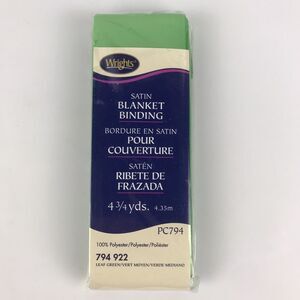 Wrights®
SATIN
BLANKET
BINDING
BORDURE EN SATIN
POUR
COUVERTURE
SATÉN
RIBETE DE
FRAZADA
4 3/4 yds. 4.35m
PC794
100% Polyester/Polyester/Poliéster
794 922
LEAF GREEN/VERT MOYEN/VERDE MEDIANO